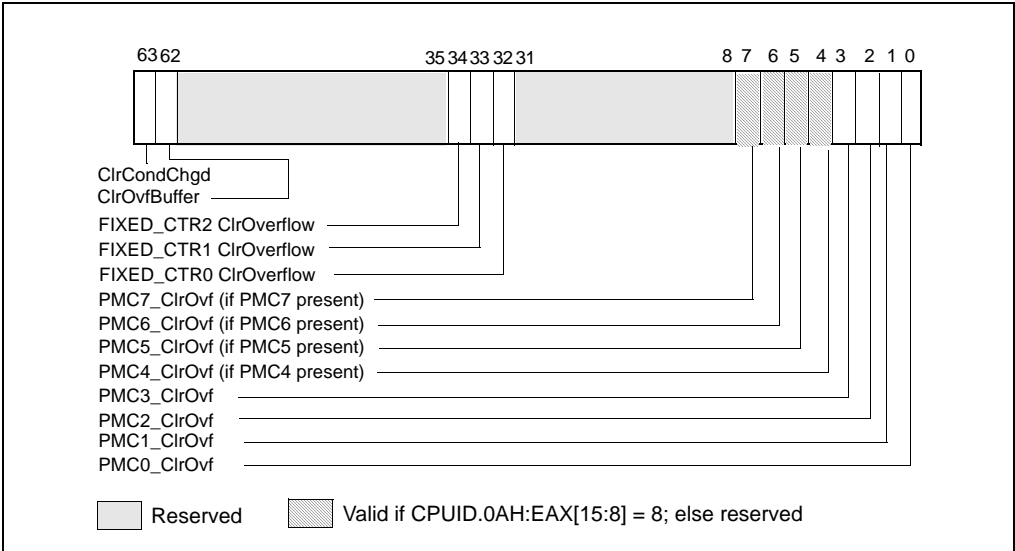 63 62 35 34 33 32 31 8 7 6 5 4 3 2 1 0
ClrCondChgd
ClrOvfBuffer
FIXED_CTR2 ClrOverflow
FIXED_CTR1 ClrOverflow
FIXED_CTR0 ClrOverflow
PMC7_ClrOvf (if PMC7 present)
PMC6_ClrOvf (if PMC6 present)
PMC5_ClrOvf (if PMC5 present)
PMC4_ClrOvf (if PMC4 present)
PMC3_ClrOvf
PMC2_ClrOvf
PMC1_ClrOvf
PMC0_ClrOvf
Reserved Valid if CPUID.0AH:EAX[15:8] = 8; else reserved